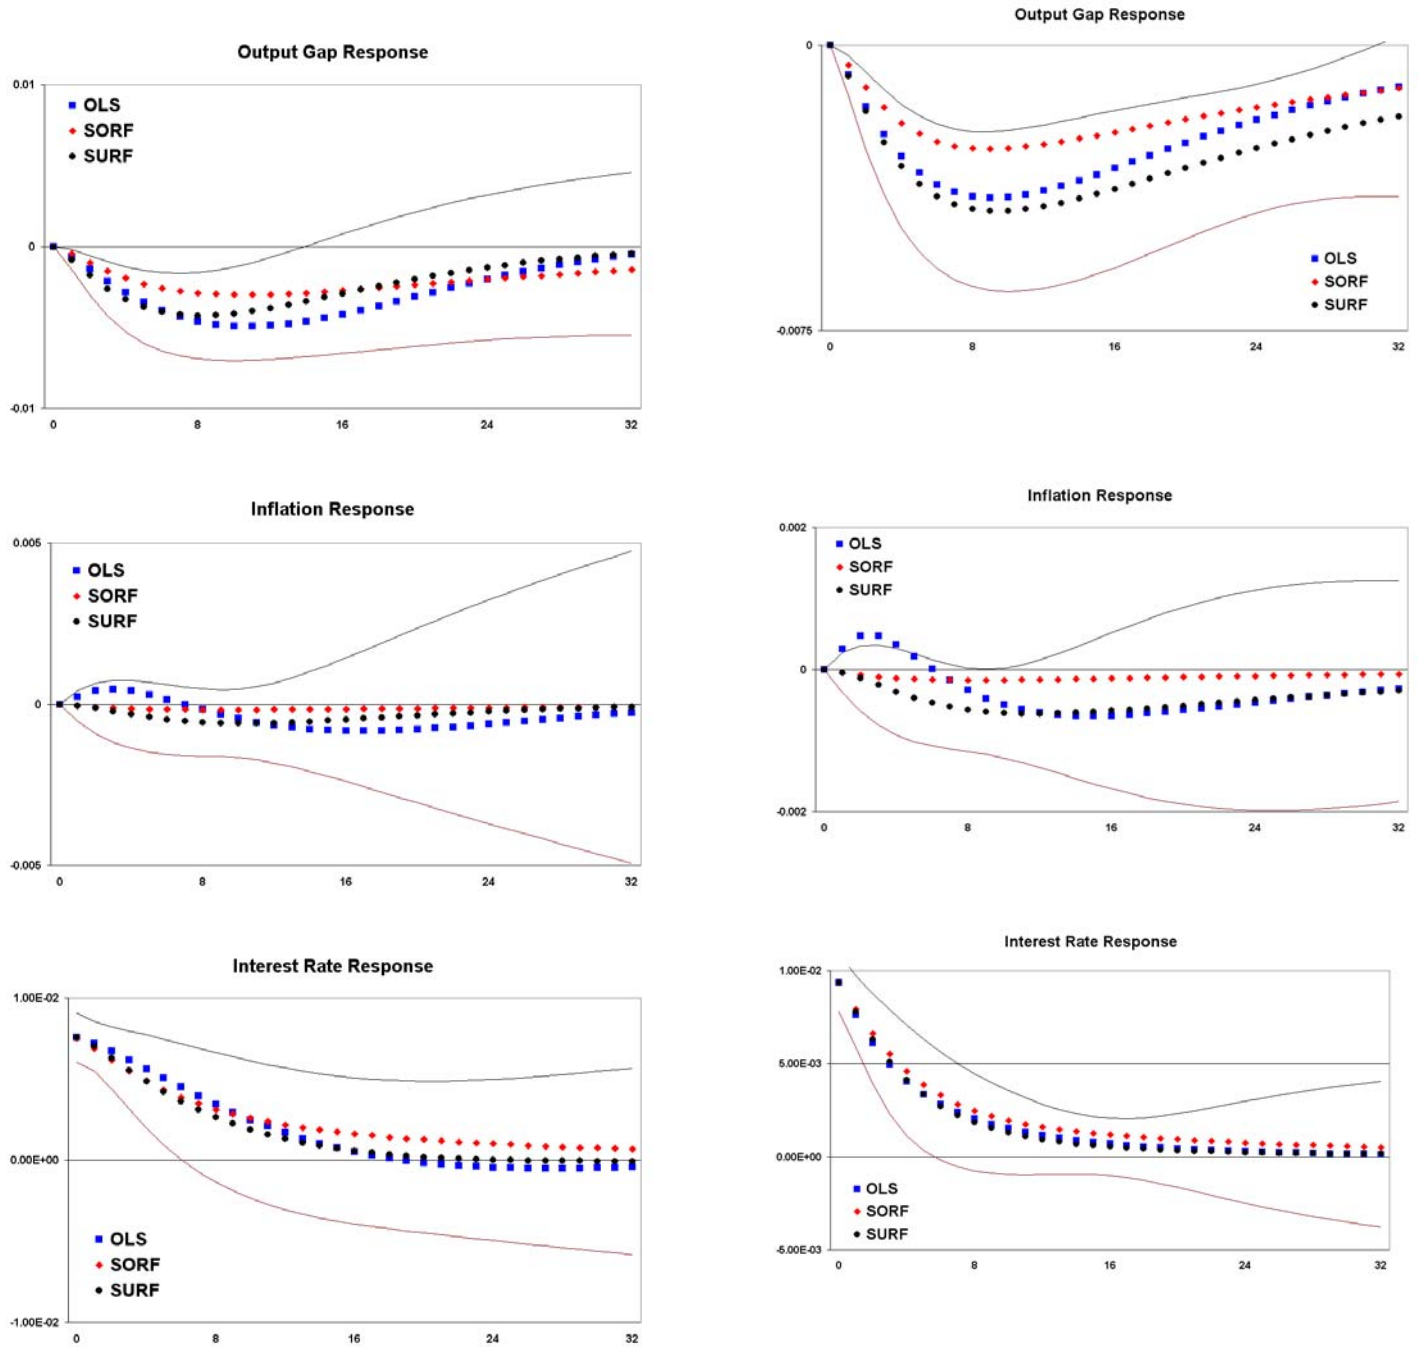 Output Gap Response
0.01
OLS
SORF
SURF
0
-0.01
0 8 16 24 32
Output Gap Response
0
OLS
SORF
SURF
-0.0075
0 8 16 24 32
Inflation Response
0.005
OLS
SORF
SURF
0
-0.005
0 8 16 24 32
Inflation Response
0.002
OLS
SORF
SURF
0
-0.002
0 8 16 24 32
Interest Rate Response
1.00E-02
0.00E+00
OLS
SORF
SURF
-1.00E-02
0 8 16 24 32
Interest Rate Response
1.00E-02
5.00E-03
0.00E+00
OLS
SORF
SURF
-5.00E-03
0 8 16 24 32